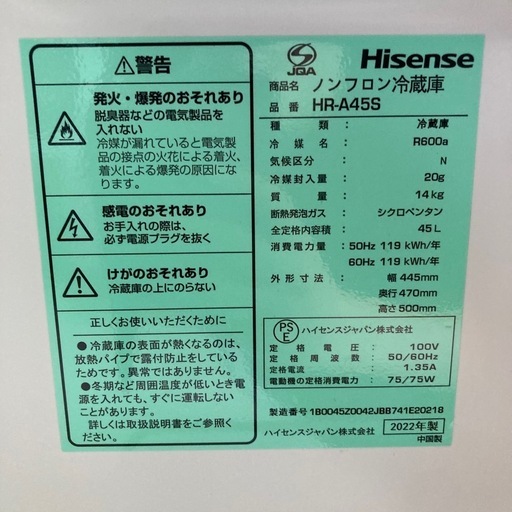 ⚠警告
発火・爆発のおそれあり
脱臭器などの電気製品
を入れない
冷媒が漏れていると電気製
品の接点の火花による着火、
着火による爆発の危険になり
ます。
感電のおそれあり
お手入れの際は、
必ず電源プラグを抜く
けがのおそれあり
冷蔵庫の上にのらない
正しくお使いいただくために
●冷蔵庫の表面が熱くなるのは、
放熱パイプで露付防止をしている
ためです。異常ではありません。
●冬期など周囲温度が低いとき
電源を入れても、すぐに運転しない
ことがあります。
詳しくは取扱説明書をご参照くだ
さい。
JQA
Hisense
商品名 ノンフロン冷蔵庫
品番 HR-A45S
種類: 冷蔵庫
冷媒名: R600a
気候区分: N
冷媒封入量: 20g
質量: 14kg
断熱発泡ガス: シクロペンタン
全定格内容積: 45L
消費電力量: 50Hz 119 kWh/年
60Hz 119 kWh/年
外形寸法: 幅 445mm
奥行 470mm
高さ 500mm
PS
E
ハイセンスジャパン株式会社
定格電圧: 100V
定格周波数: 50/60Hz
定格電流: 1.35A
電動機の定格消費電力: 75/75W
製造番号 1B0045Z0042JBB741E20218
ハイセンスジャパン株式会社
2022年製
中国製